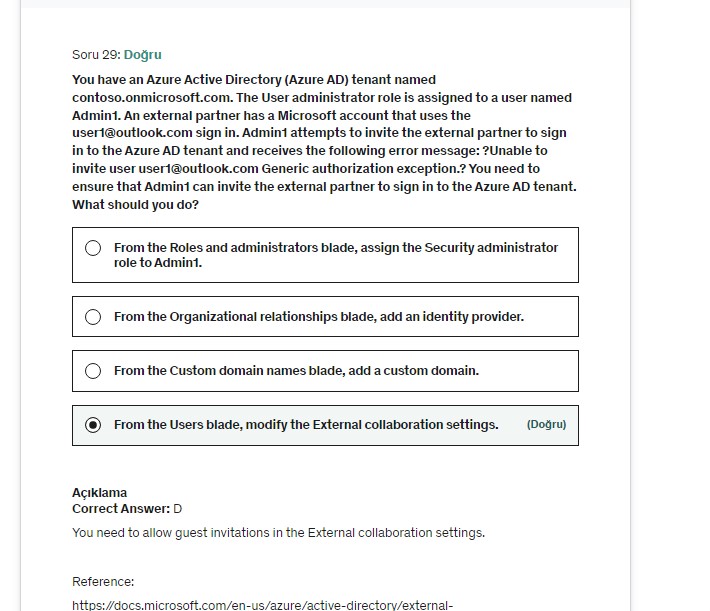 Soru 29: Doğru
You have an Azure Active Directory (Azure AD) tenant named
contoso.onmicrosoft.com. The User administrator role is assigned to a user named
Admin1. An external partner has a Microsoft account that uses the
user1@outlook.com sign in. Admin1 attempts to invite the external partner to sign
in to the Azure AD tenant and receives the following error message: ?Unable to
invite user user1@outlook.com Generic authorization exception.? You need to
ensure that Admin1 can invite the external partner to sign in to the Azure AD tenant.
What should you do?
From the Roles and administrators blade, assign the Security administrator
role to Admin1.
From the Organizational relationships blade, add an identity provider.
From the Custom domain names blade, add a custom domain.
From the Users blade, modify the External collaboration settings. (Doğru)
Açıklama
Correct Answer: D
You need to allow guest invitations in the External collaboration settings.
Reference:
https://docs.microsoft.com/en-us/azure/active-directory/external-